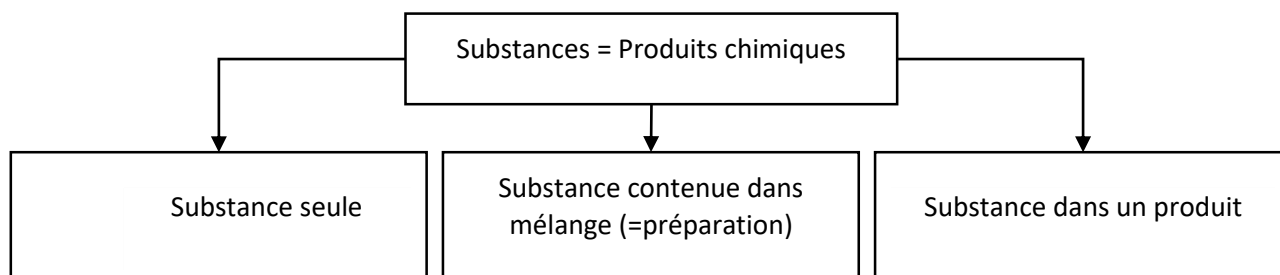 Substances = Produits chimiques
Substance seule
Substance contenue dans
mélange (=préparation)
Substance dans un produit